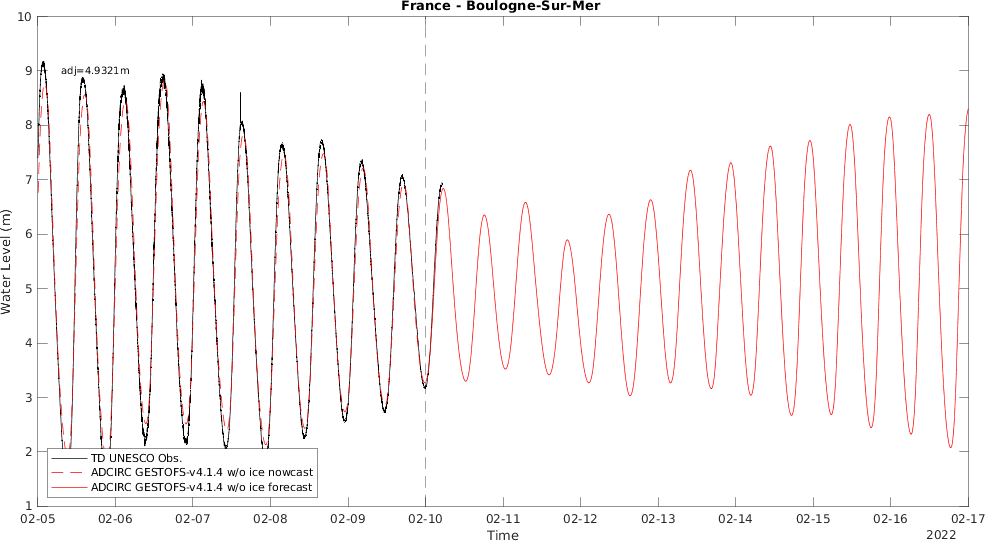 France - Boulogne-Sur-Mer
10
9
8
7
6
5
4
3
2
1
Water Level (m)
adj=4.9321m
TD UNESCO Obs.
ADCIRC GESTOFS-v4.1.4 w/o ice nowcast
ADCIRC GESTOFS-v4.1.4 w/o ice forecast
02-05 02-06 02-07 02-08 02-09 02-10 02-11 02-12 02-13 02-14 02-15 02-16 02-17
Time
2022